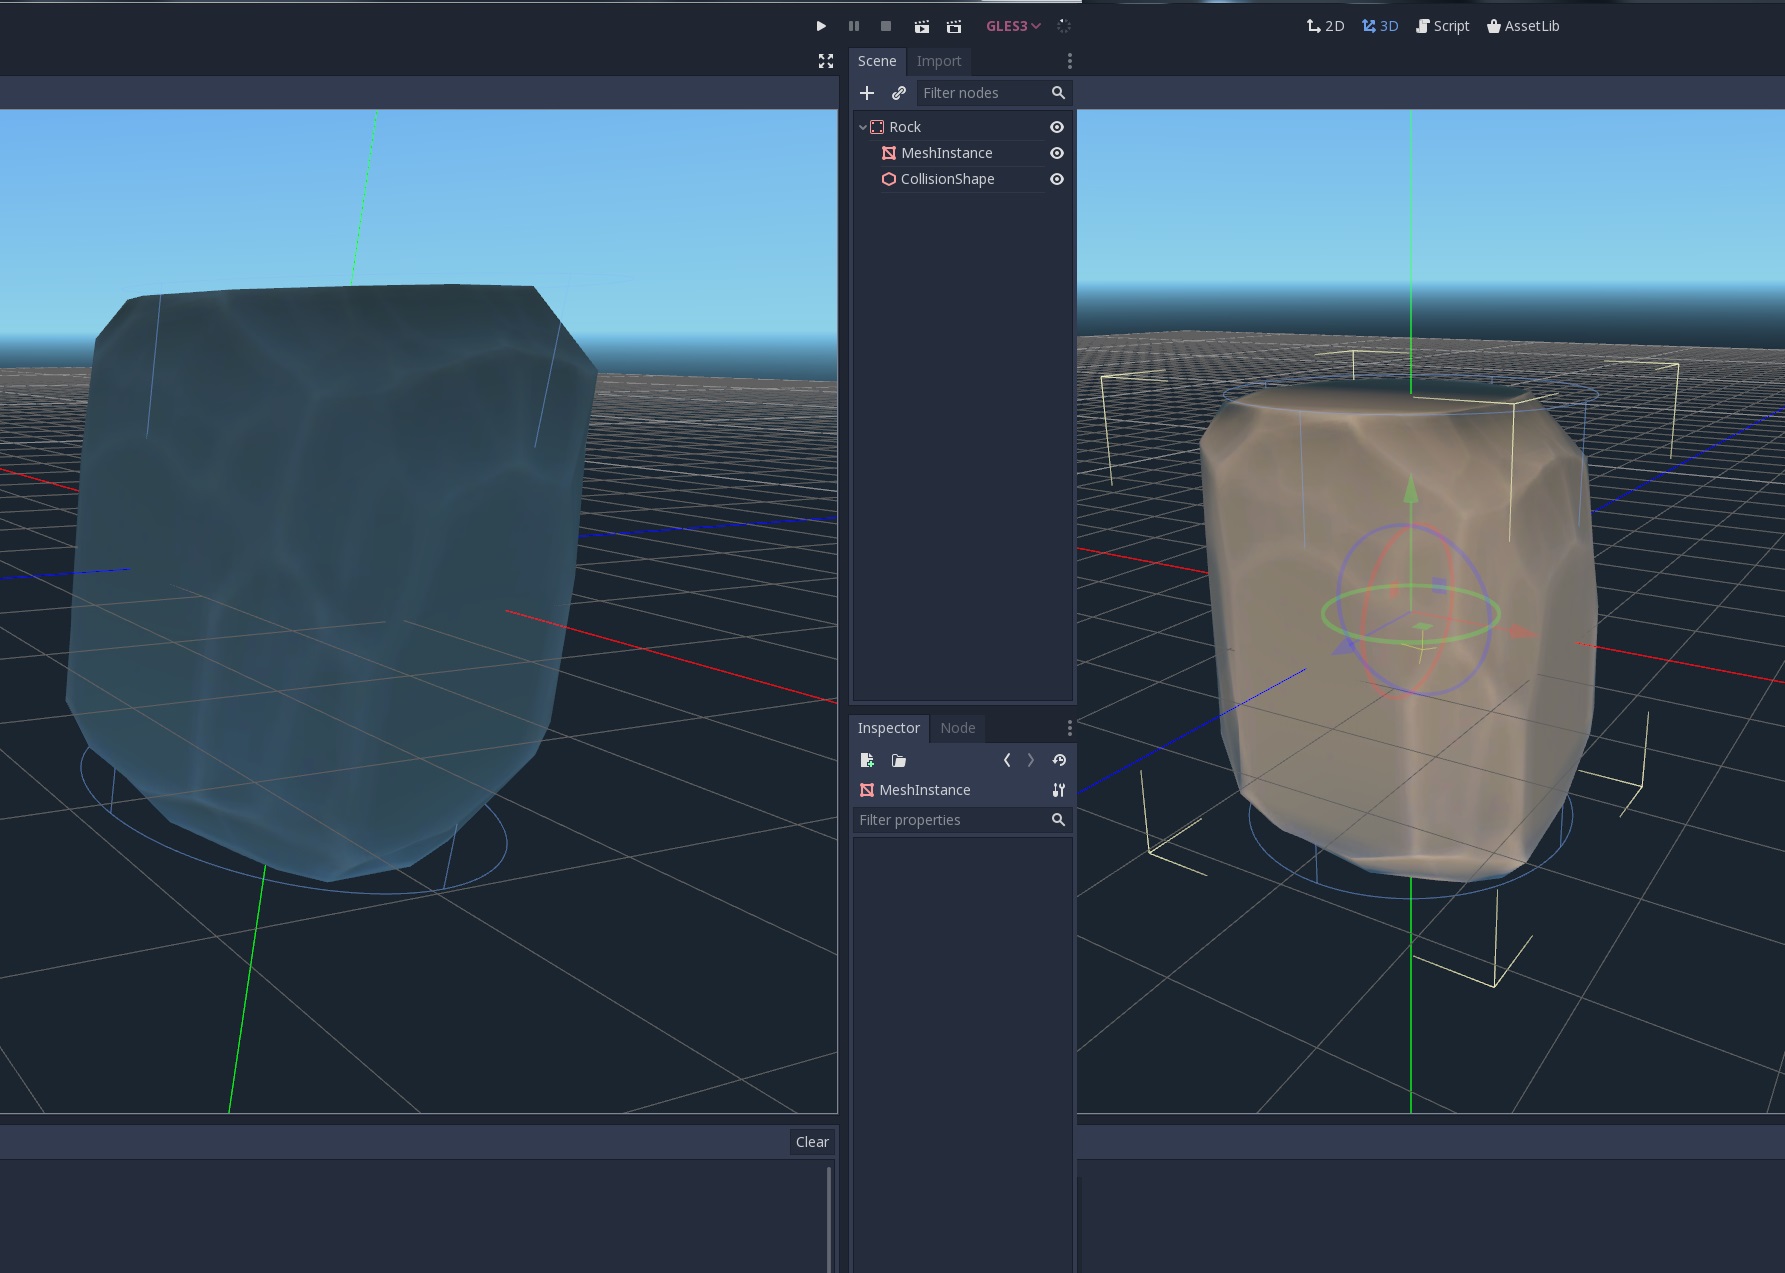 GLES3
2D 3D Script AssetLib
Scene Import
Filter nodes
Rock
MeshInstance
CollisionShape
Inspector Node
MeshInstance
Filter properties
Clear